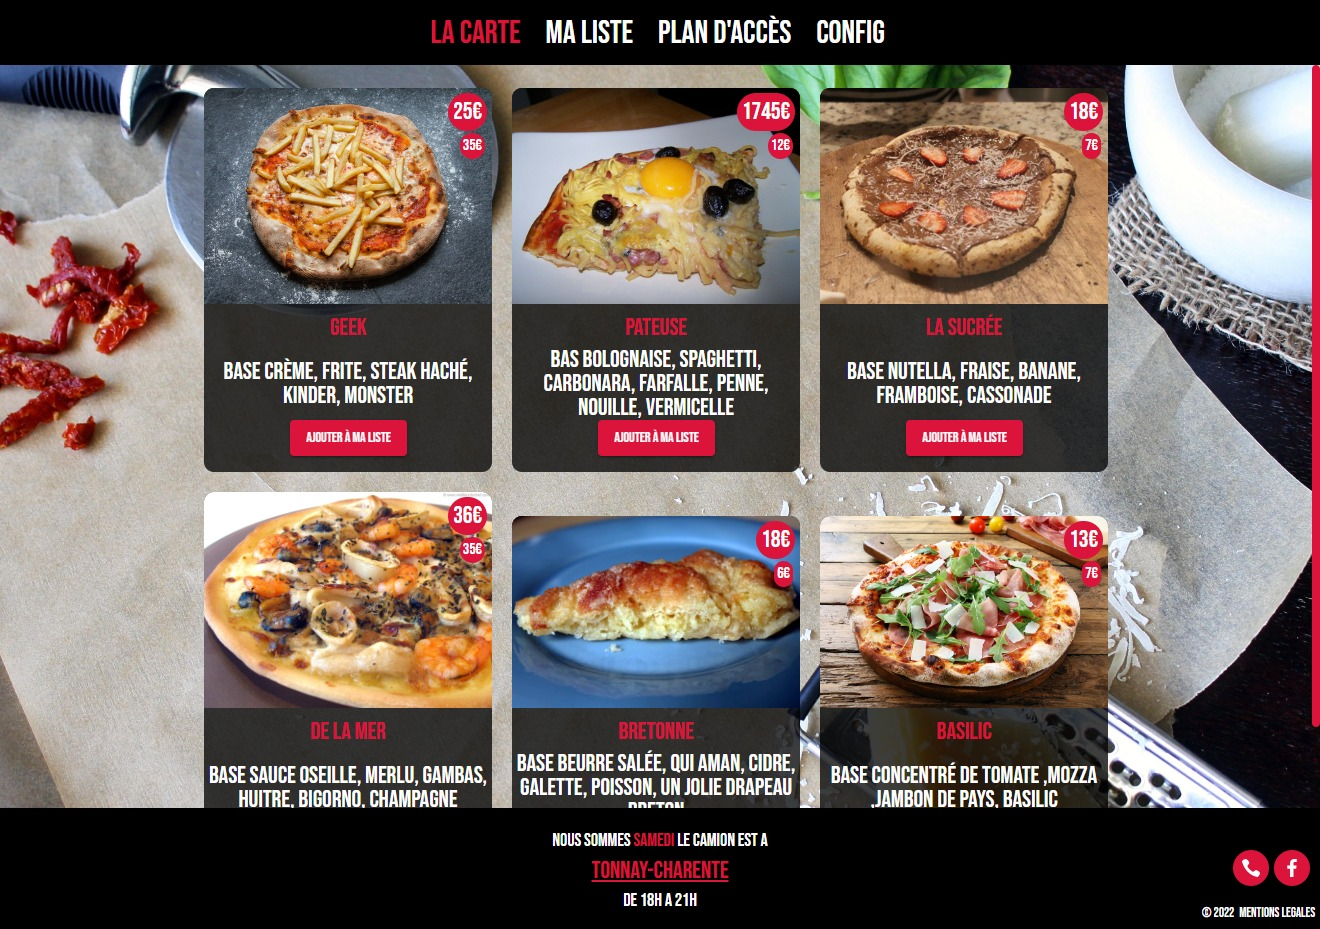 LA CARTE MA LISTE PLAN D'ACCÈS CONFIG
25€
35€
GEEK
BASE CRÈME, FRITE, STEAK HACHÉ,
KINDER, MONSTER
AJOUTER À MA LISTE
1745€
12€
PATEUSE
BAS BOLOGNAISE, SPAGHETTI,
CARBONARA, FARFALLE, PENNE,
NOUILLE, VERMICELLE
AJOUTER À MA LISTE
18€
7€
LA SUCRÉE
BASE NUTELLA, FRAISE, BANANE,
FRAMBOISE, CASSONADE
AJOUTER À MA LISTE
36€
35€
DE LA MER
BASE SAUCE OSEILLE, MERLU, GAMBAS,
HUITRE, BIGORNO, CHAMPAGNE
18€
6€
BRETONNE
BASE BEURRE SALÉE, QUI AMAN, CIDRE,
GALETTE, POISSON, UN JOLIE DRAPEAU
BRETON
13€
7€
BASILIC
BASE CONCENTRÉ DE TOMATE ,MOZZA
,JAMBON DE PAYS, BASILIC
NOUS SOMMES SAMEDI LE CAMION EST A
TONNAY-CHARENTE
DE 18H A 21H
© 2022 MENTIONS LEGALES